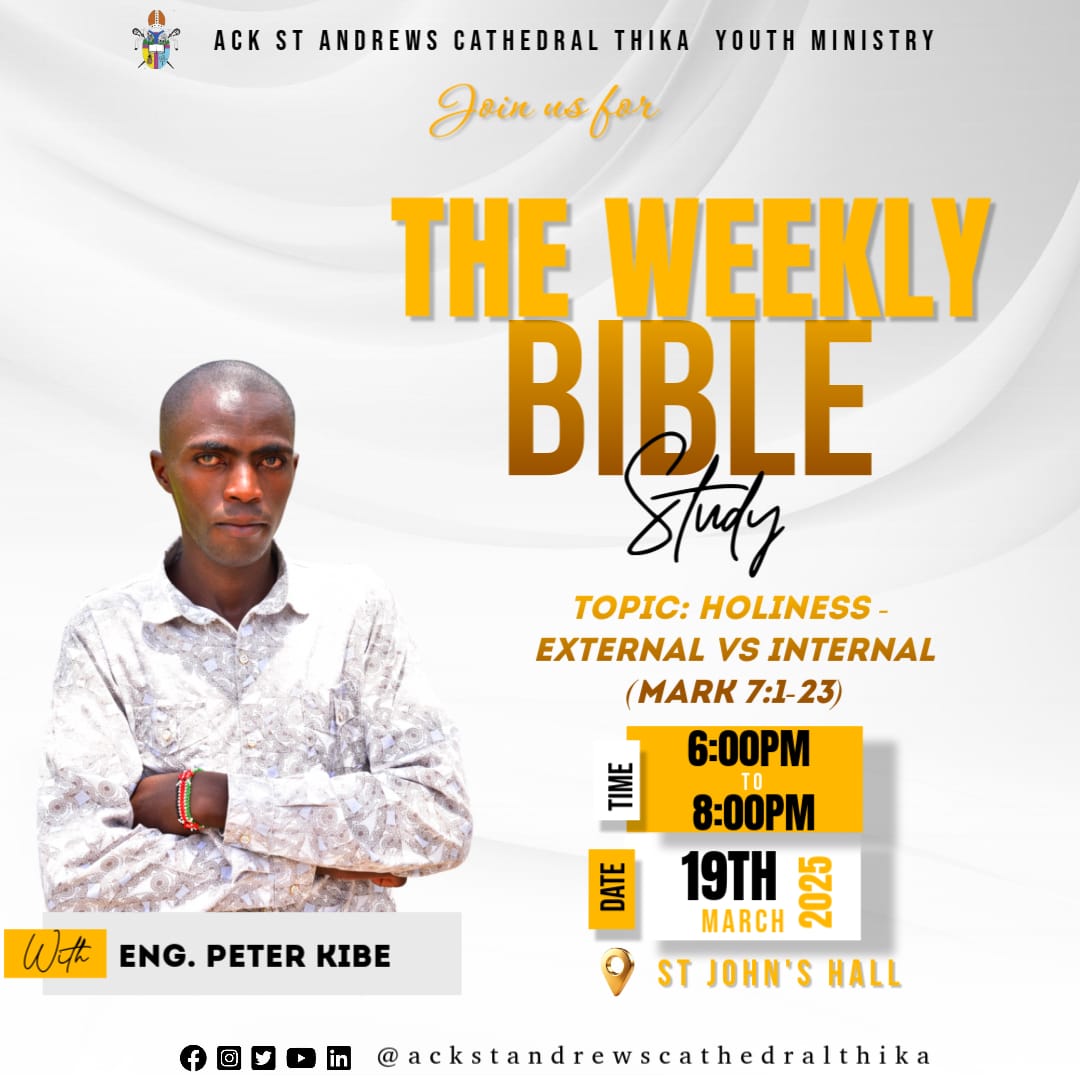 ACK ST ANDREWS CATHEDRAL THIKA YOUTH MINISTRY
Join us for
THE WEEKLY
BIBLE
Study
TOPIC: HOLINESS -
EXTERNAL VS INTERNAL
(MARK 7:1-23)
TIME
6:00PM
TO
8:00PM
DATE
19TH
MARCH
2025
ST JOHN'S HALL
With
ENG. PETER KIBE
@ackstandrewscathedralthika